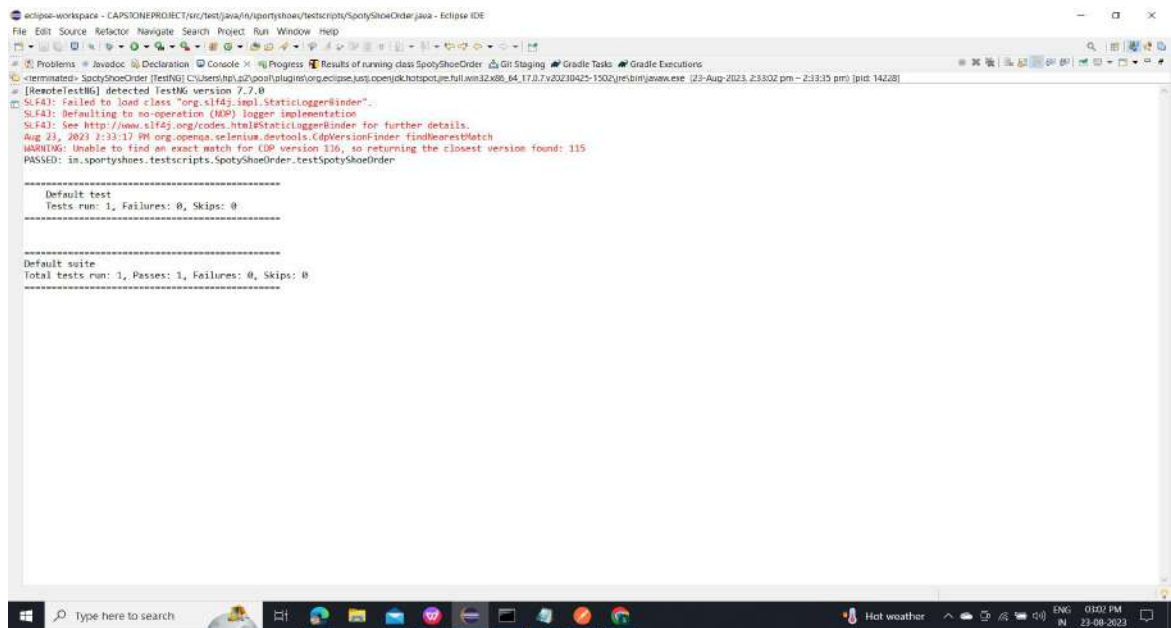 eclipse-workspace - CAPSTONEPROJECT/src/test/java/in/sportyshoes/testscripts/SpotyShoeOrder.java - Eclipse IDE
File Edit Source Refactor Navigate Search Project Run Window Help
Problems Javadoc Declaration Console Progress Results of running class SpotyShoeOrder Git Staging Gradle Tasks Gradle Executions
<terminated> SpotyShoeOrder [TestNG] C:\Users\hp\.p2\pool\plugins\org.eclipse.justj.openjdk.hotspot.jre.full.win32.x86_64_17.0.7.v20230425-1502\jre\bin\javaw.exe (23-Aug-2023, 2:33:02 pm – 2:33:35 pm) [pid: 14228]
[RemoteTestNG] detected TestNG version 7.7.0
SLF4J: Failed to load class "org.slf4j.impl.StaticLoggerBinder".
SLF4J: Defaulting to no-operation (NOP) logger implementation
SLF4J: See http://www.slf4j.org/codes.html#StaticLoggerBinder for further details.
Aug 23, 2023 2:33:17 PM org.openqa.selenium.devtools.CdpVersionFinder findNearestMatch
WARNING: Unable to find an exact match for CDP version 116, so returning the closest version found: 115
PASSED: in.sportyshoes.testscripts.SpotyShoeOrder.testSpotyShoeOrder
===============================================
Default test
Tests run: 1, Failures: 0, Skips: 0
===============================================
===============================================
Default suite
Total tests run: 1, Passes: 1, Failures: 0, Skips: 0
===============================================
Type here to search
Hot weather
ENG
IN
03:02 PM
23-08-2023